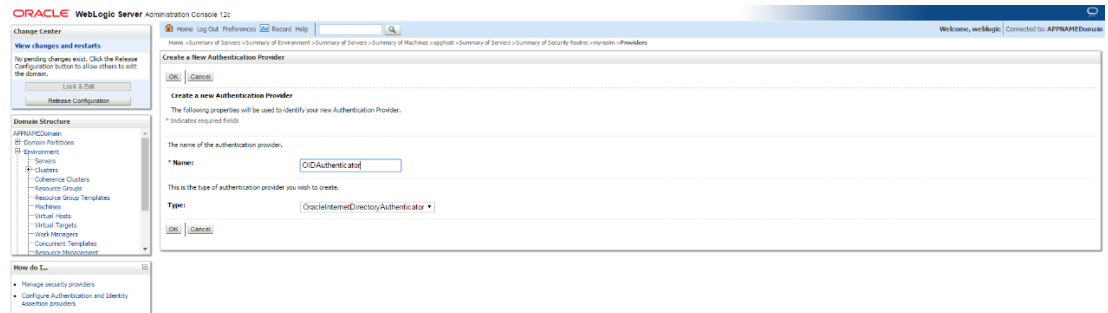 ORACLE WebLogic Server Administration Console 12c
Change Center
View changes and restarts
No pending changes exist. Click the Release
Configuration button to allow others to edit
the domain.
Lock & Edit
Release Configuration
Domain Structure
APPNAMEDomain
Domain Partitions
Environment
Servers
Clusters
Coherence Clusters
Resource Groups
Resource Group Templates
Machines
Virtual Hosts
Virtual Targets
Work Managers
Concurrent Templates
Resource Management
How do I...
Manage security providers
Configure Authentication and Identity
Assertion providers
Home Log Out Preferences Record Help
Welcome, weblogic Connected to: APPNAMEDomain
Home >Summary of Servers >Summary of Environment >Summary of Servers >Summary of Machines >apphost >Summary of Servers >Summary of Security Realms >myrealm >Providers
Create a New Authentication Provider
OK Cancel
Create a new Authentication Provider
The following properties will be used to identify your new Authentication Provider.
* Indicates required fields
The name of the authentication provider.
* Name: OIDAuthenticator
This is the type of authentication provider you wish to create.
Type: OracleInternetDirectoryAuthenticator
OK Cancel